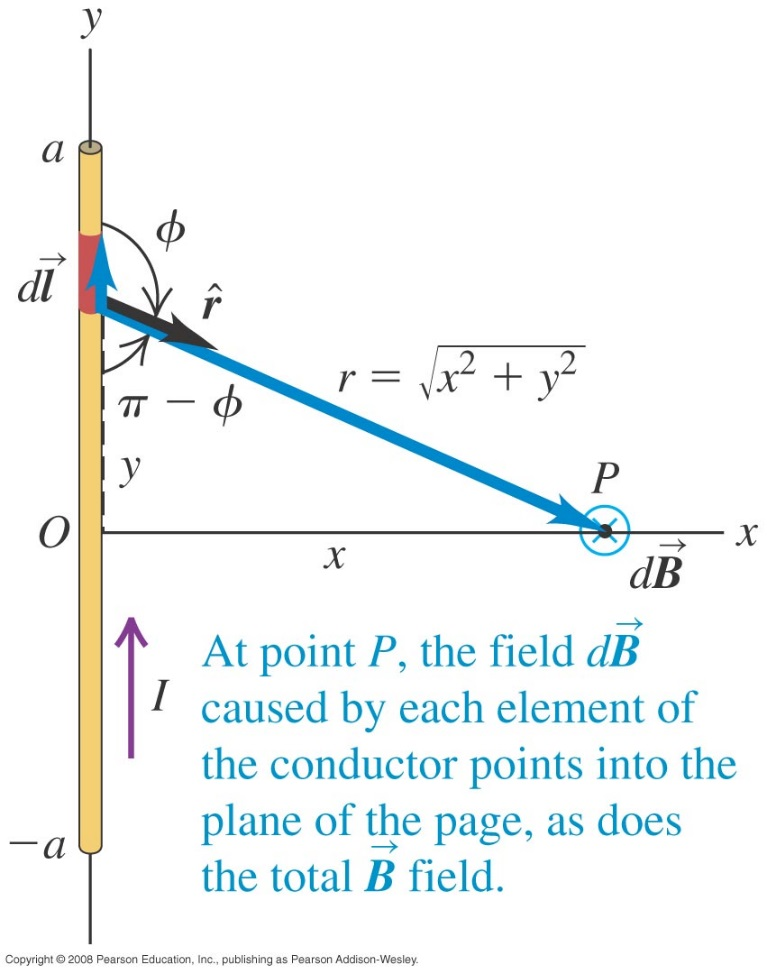 y
a
ϕ
dl⃗
r̂
r = √x² + y²
π − ϕ
y
P
O
x
x
dB⃗
I
At point P, the field dB⃗
caused by each element of
the conductor points into the
plane of the page, as does
the total B⃗ field.
−a
Copyright © 2008 Pearson Education, Inc., publishing as Pearson Addison-Wesley.